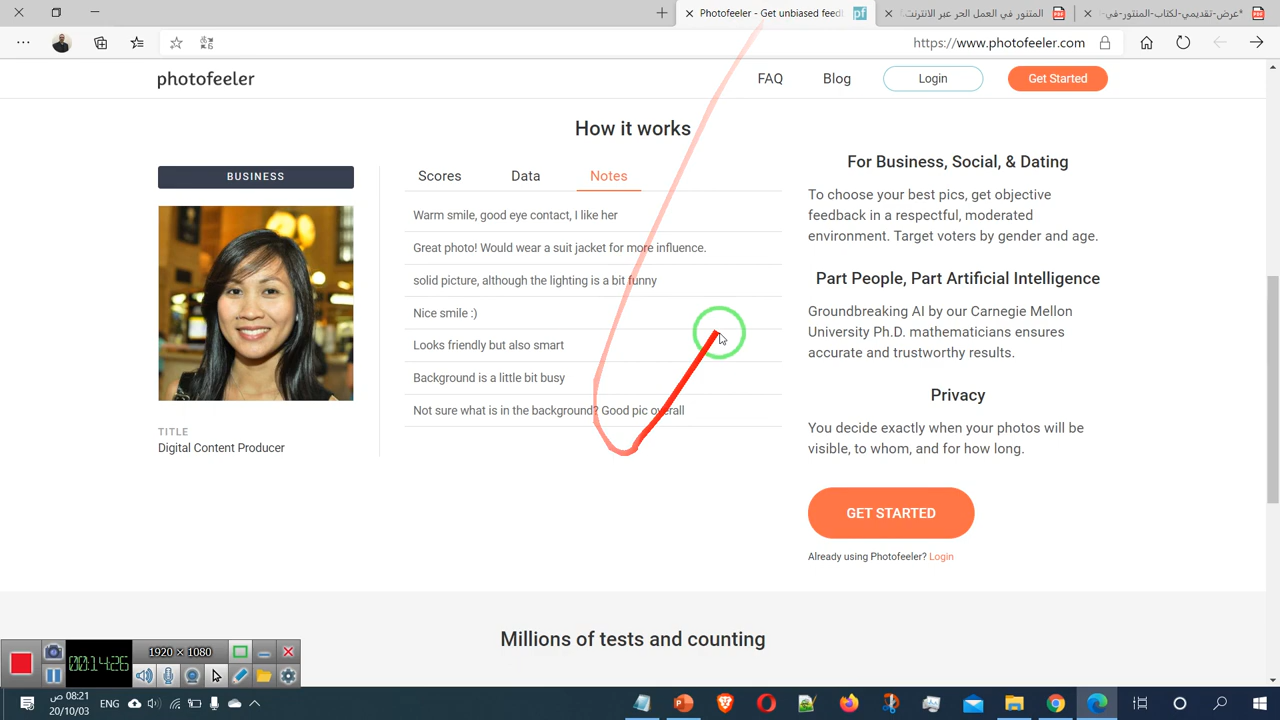 Photofeeler - Get unbiased feed
المتنور في العمل الحر عبر الانترنت
*عرض-تقديمي-لكتاب-المتنور-في-
https://www.photofeeler.com
photofeeler
FAQ
Blog
Login
Get Started
How it works
BUSINESS
TITLE
Digital Content Producer
Scores
Data
Notes
Warm smile, good eye contact, I like her
Great photo! Would wear a suit jacket for more influence.
solid picture, although the lighting is a bit funny
Nice smile :)
Looks friendly but also smart
Background is a little bit busy
Not sure what is in the background? Good pic overall
For Business, Social, & Dating
To choose your best pics, get objective
feedback in a respectful, moderated
environment. Target voters by gender and age.
Part People, Part Artificial Intelligence
Groundbreaking AI by our Carnegie Mellon
University Ph.D. mathematicians ensures
accurate and trustworthy results.
Privacy
You decide exactly when your photos will be
visible, to whom, and for how long.
GET STARTED
Already using Photofeeler? Login
Millions of tests and counting
00:14:26
1920 × 1080
08:21 ص
20/10/03
ENG